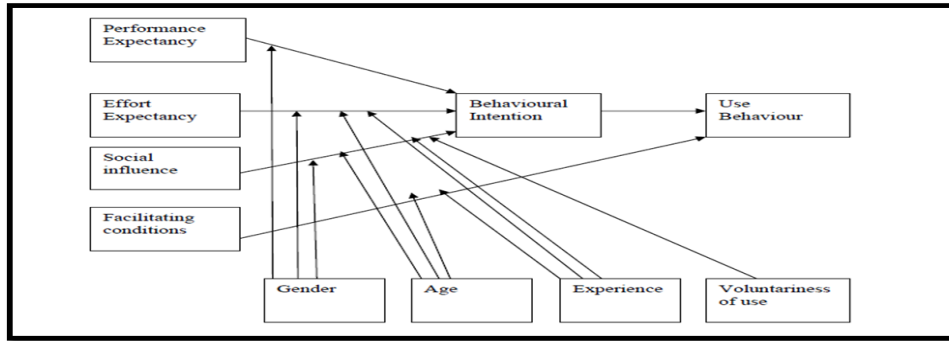 Performance
Expectancy
Effort
Expectancy
Behavioural
Intention
Use
Behaviour
Social
influence
Facilitating
conditions
Gender
Age
Experience
Voluntariness
of use